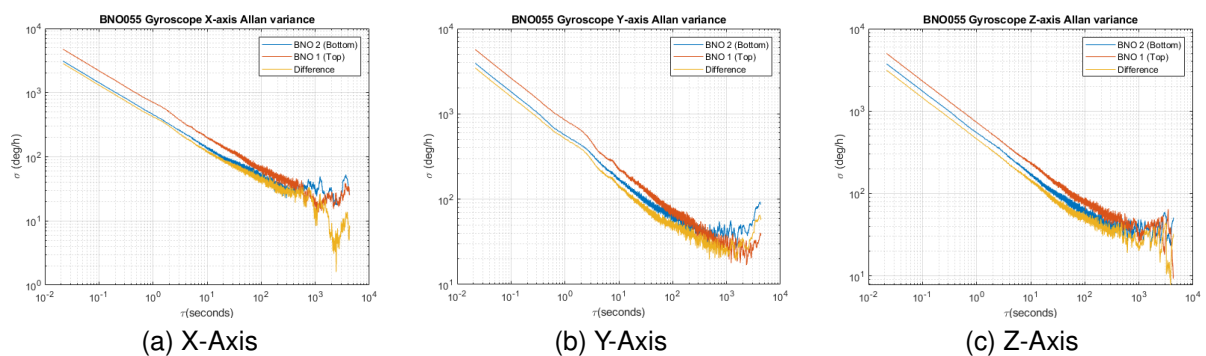 BNO055 Gyroscope X-axis Allan variance
10^4
10^3
10^2
10^1
10^0
σ (deg/h)
BNO 2 (Bottom)
BNO 1 (Top)
Difference
10^-2
10^-1
10^0
10^1
10^2
10^3
10^4
τ(seconds)
(a) X-Axis
BNO055 Gyroscope Y-axis Allan variance
10^4
10^3
10^2
10^1
σ (deg/h)
BNO 2 (Bottom)
BNO 1 (Top)
Difference
10^-2
10^-1
10^0
10^1
10^2
10^3
10^4
τ(seconds)
(b) Y-Axis
BNO055 Gyroscope Z-axis Allan variance
10^4
10^3
10^2
10^1
σ (deg/h)
BNO 2 (Bottom)
BNO 1 (Top)
Difference
10^-2
10^-1
10^0
10^1
10^2
10^3
10^4
τ(seconds)
(c) Z-Axis